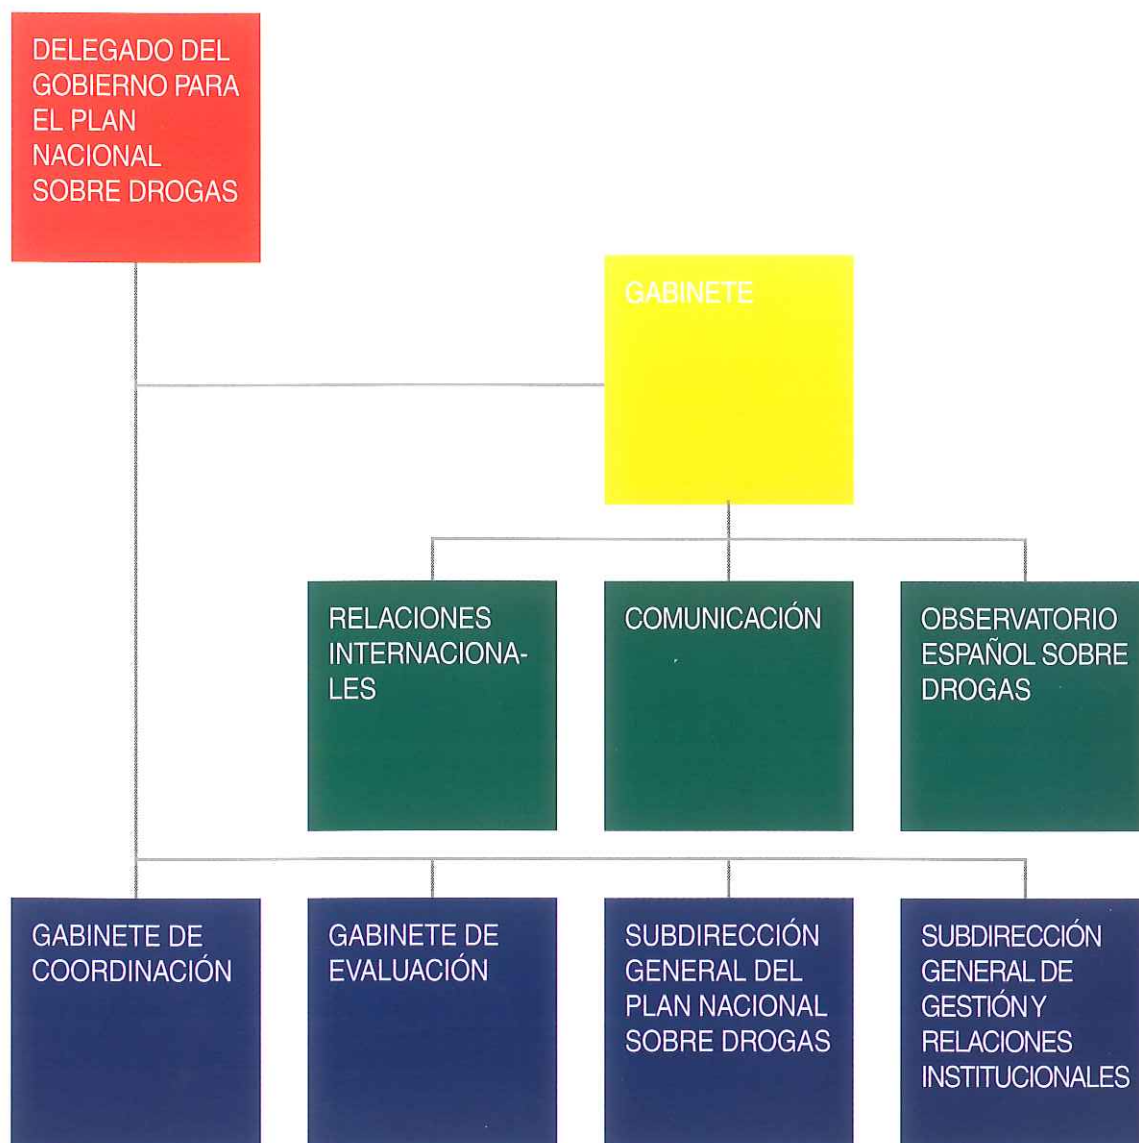 DELEGADO DEL
GOBIERNO PARA
EL PLAN
NACIONAL
SOBRE DROGAS
GABINETE
RELACIONES
INTERNACIONA-
LES
COMUNICACIÓN
OBSERVATORIO
ESPAÑOL SOBRE
DROGAS
GABINETE DE
COORDINACIÓN
GABINETE DE
EVALUACIÓN
SUBDIRECCIÓN
GENERAL DEL
PLAN NACIONAL
SOBRE DROGAS
SUBDIRECCIÓN
GENERAL DE
GESTIÓN Y
RELACIONES
INSTITUCIONALES